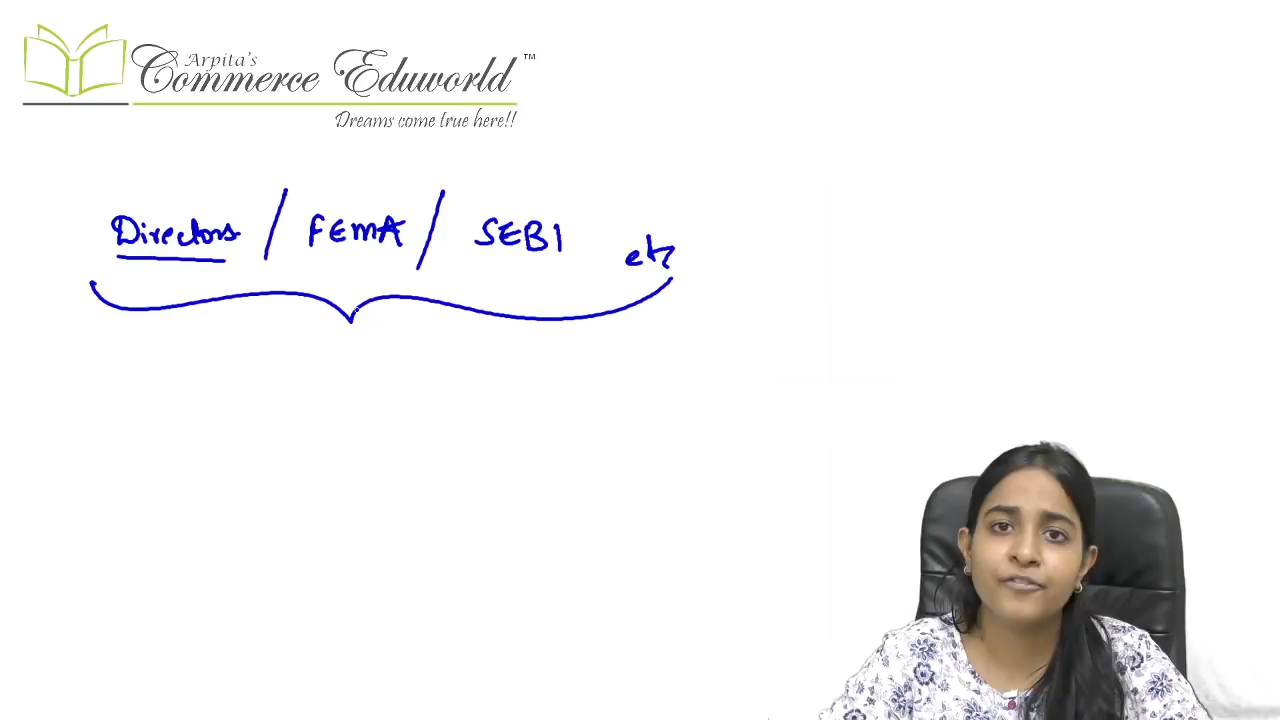 Arpita's
Commerce Eduworld™
Dreams come true here!!
Directors / FEMA / SEBI etc